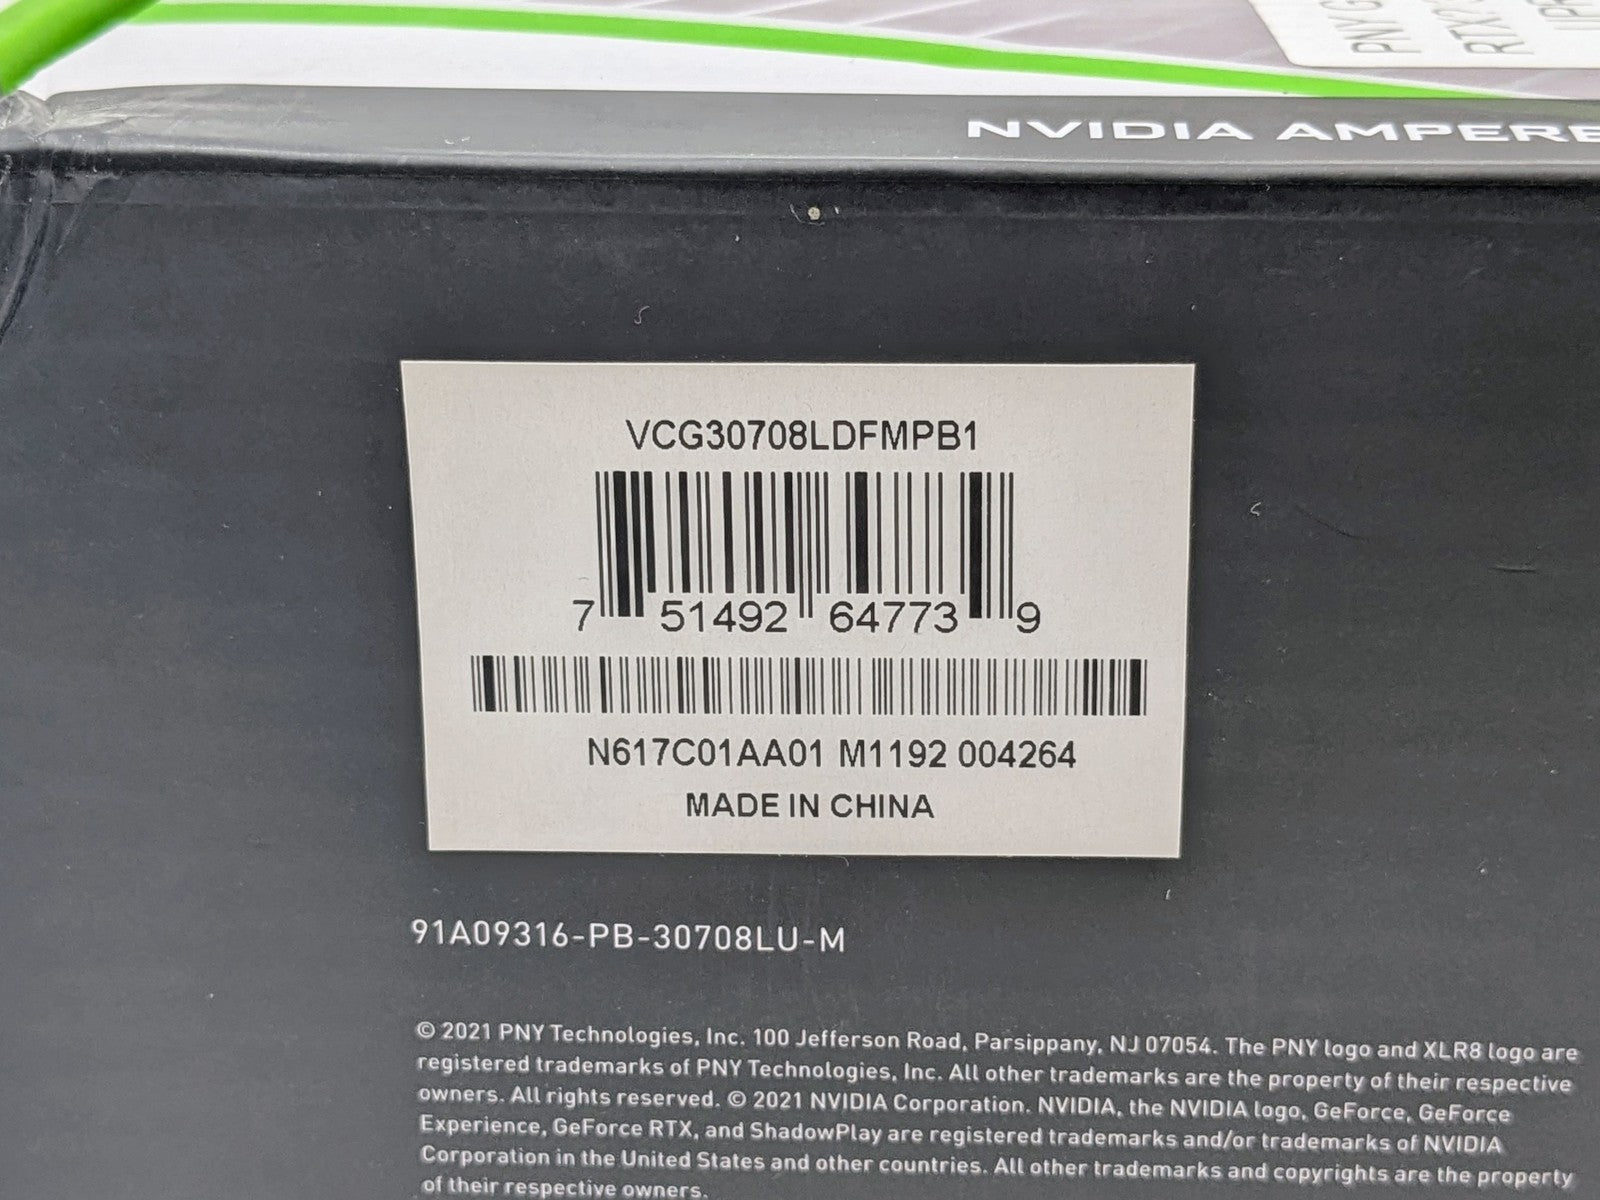 NVIDIA AMPERE
VCG30708LDFMPB1
7 51492 64773 9
N617C01AA01 M1192 004264
MADE IN CHINA
91A09316-PB-30708LU-M
© 2021 PNY Technologies, Inc. 100 Jefferson Road, Parsippany, NJ 07054. The PNY logo and XLR8 logo are
registered trademarks of PNY Technologies, Inc. All other trademarks are the property of their respective
owners. All rights reserved. © 2021 NVIDIA Corporation. NVIDIA, the NVIDIA logo, GeForce, GeForce
Experience, GeForce RTX, and ShadowPlay are registered trademarks and/or trademarks of NVIDIA
Corporation in the United States and other countries. All other trademarks and copyrights are the property
of their respective owners.